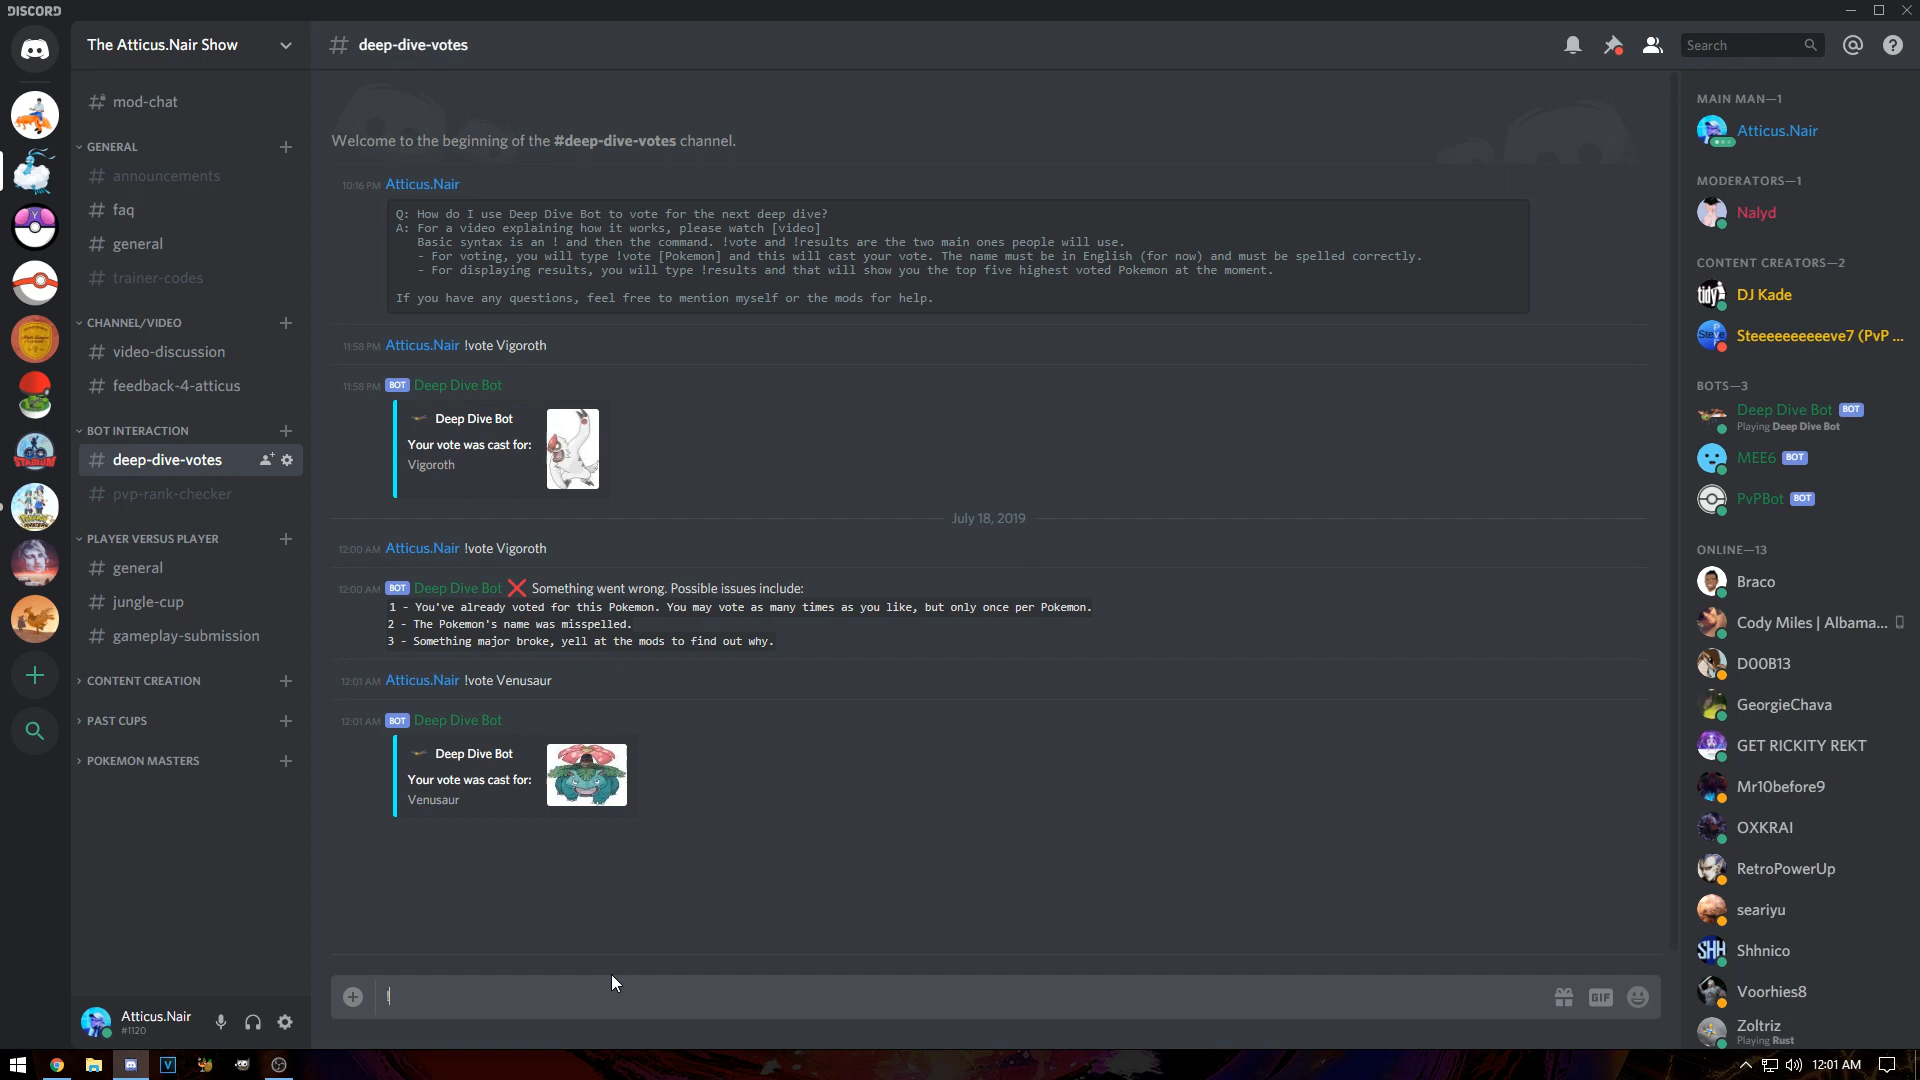 DISCORD
The Atticus.Nair Show
mod-chat
GENERAL
announcements
faq
general
trainer-codes
CHANNEL/VIDEO
video-discussion
feedback-4-atticus
BOT INTERACTION
deep-dive-votes
pvp-rank-checker
PLAYER VERSUS PLAYER
general
jungle-cup
gameplay-submission
CONTENT CREATION
PAST CUPS
POKEMON MASTERS
Atticus.Nair
#1120
deep-dive-votes
Search
Welcome to the beginning of the #deep-dive-votes channel.
10:16 PM Atticus.Nair
Q: How do I use Deep Dive Bot to vote for the next deep dive?
A: For a video explaining how it works, please watch [video]
Basic syntax is an ! and then the command. !vote and !results are the two main ones people will use.
- For voting, you will type !vote [Pokemon] and this will cast your vote. The name must be in English (for now) and must be spelled correctly.
- For displaying results, you will type !results and that will show you the top five highest voted Pokemon at the moment.
If you have any questions, feel free to mention myself or the mods for help.
11:58 PM Atticus.Nair !vote Vigoroth
11:58 PM BOT Deep Dive Bot
Deep Dive Bot
Your vote was cast for:
Vigoroth
July 18, 2019
12:00 AM Atticus.Nair !vote Vigoroth
12:00 AM BOT Deep Dive Bot ❌ Something went wrong. Possible issues include:
1 - You've already voted for this Pokemon. You may vote as many times as you like, but only once per Pokemon.
2 - The Pokemon's name was misspelled.
3 - Something major broke, yell at the mods to find out why.
12:01 AM Atticus.Nair !vote Venusaur
12:01 AM BOT Deep Dive Bot
Deep Dive Bot
Your vote was cast for:
Venusaur
!
GIF
MAIN MAN—1
Atticus.Nair
MODERATORS—1
Nalyd
CONTENT CREATORS—2
tidy
DJ Kade
Steeeeeeeeeve7 (PvP ...
BOTS—3
Deep Dive Bot BOT
Playing Deep Dive Bot
MEE6 BOT
PvPBot BOT
ONLINE—13
Braco
Cody Miles | Albama...
D00B13
GeorgieChava
GET RICKITY REKT
Mr10before9
OXKRAI
RetroPowerUp
seariyu
SHH
Shhnico
Voorhies8
Zoltriz
Playing Rust
12:01 AM